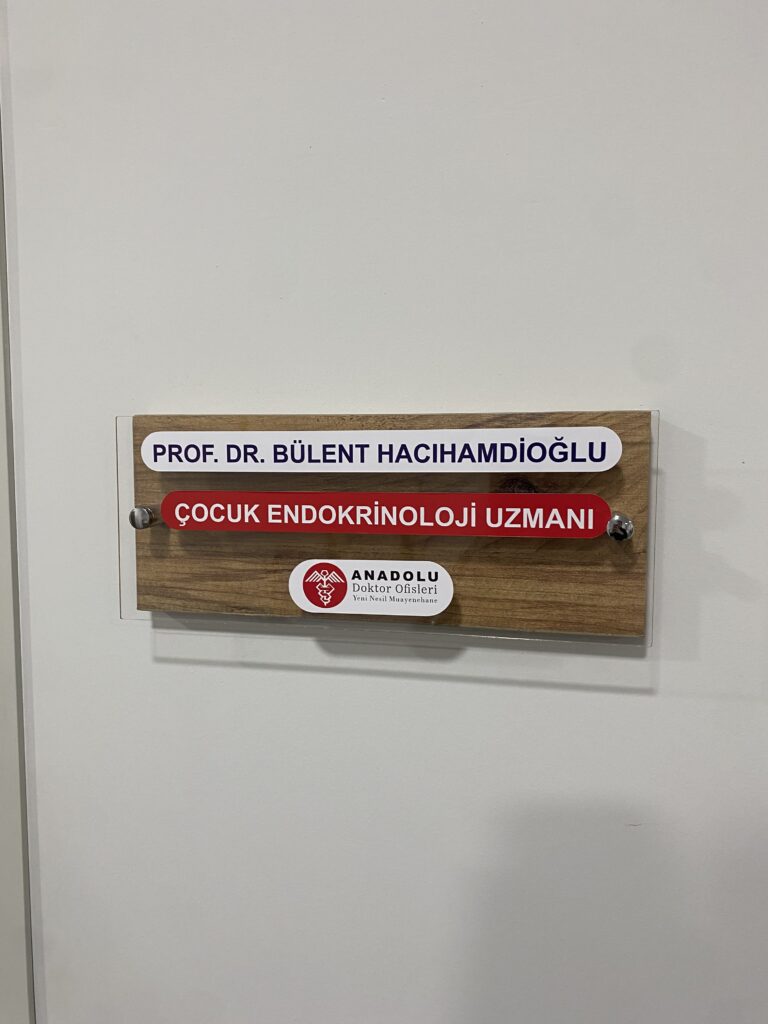 PROF. DR. BÜLENT HACIHAMDİOĞLU
ÇOCUK ENDOKRİNOLOJİ UZMANI
ANADOLU
Doktor Ofisleri
Yeni Nesil Muayenehane